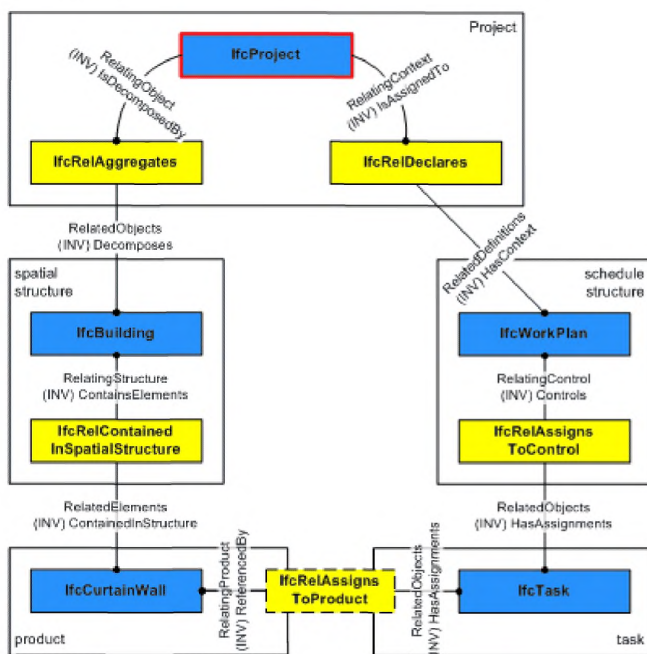 Project
IfcProject
RelatingObject
(INV) IsDecomposedBy
RelatingContext
(INV) IsAssignedTo
IfcRelAggregates
IfcRelDeclares
RelatedObjects
(INV) Decomposes
RelatedDefinitions
(INV) HasContext
spatial
structure
schedule
structure
IfcBuilding
IfcWorkPlan
RelatingStructure
(INV) ContainsElements
RelatingControl
(INV) Controls
IfcRelContained
InSpatialStructure
IfcRelAssigns
ToControl
RelatedElements
(INV) ContainedInStructure
RelatedObjects
(INV) HasAssignments
IfcCurtainWall
RelatingProduct
(INV) ReferencedBy
IfcRelAssigns
ToProduct
RelatedObjects
(INV) HasAssignments
IfcTask
product
task